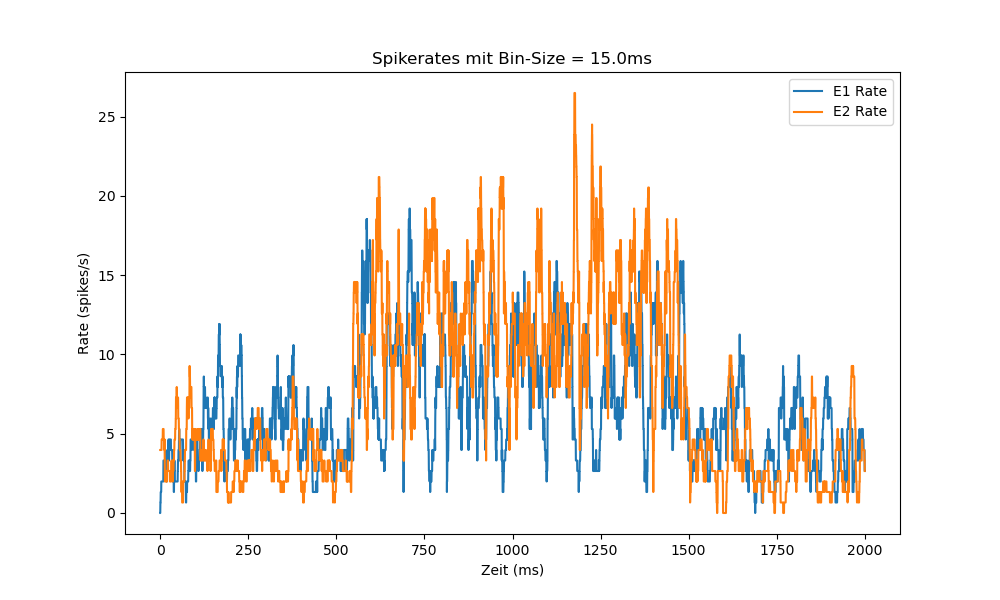 Spikerates mit Bin-Size = 15.0ms
E1 Rate
E2 Rate
25
20
15
10
5
0
Rate (spikes/s)
0 250 500 750 1000 1250 1500 1750 2000
Zeit (ms)